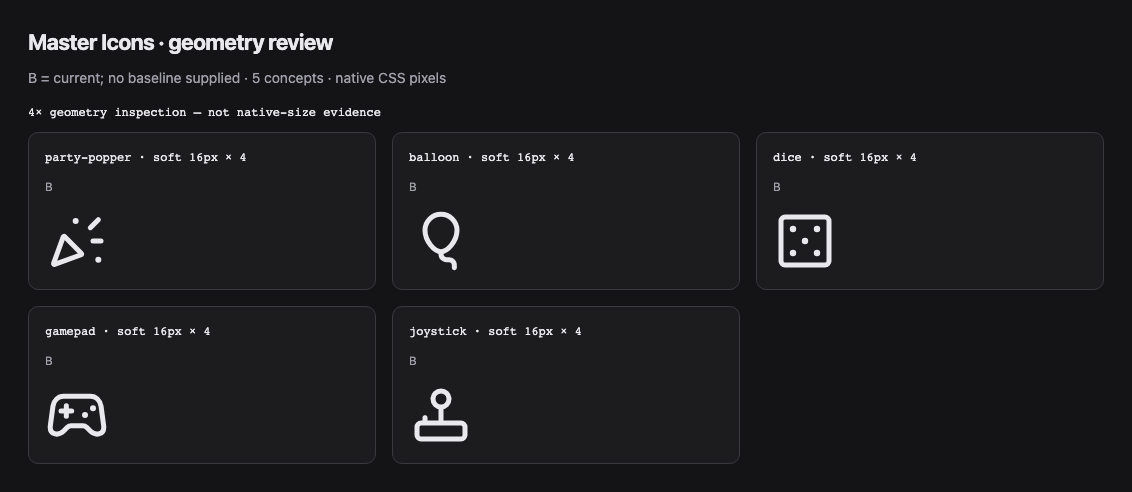 Master Icons · geometry review
B = current; no baseline supplied · 5 concepts · native CSS pixels
4× geometry inspection — not native-size evidence
party-popper · soft 16px × 4
B
balloon · soft 16px × 4
B
dice · soft 16px × 4
B
gamepad · soft 16px × 4
B
joystick · soft 16px × 4
B